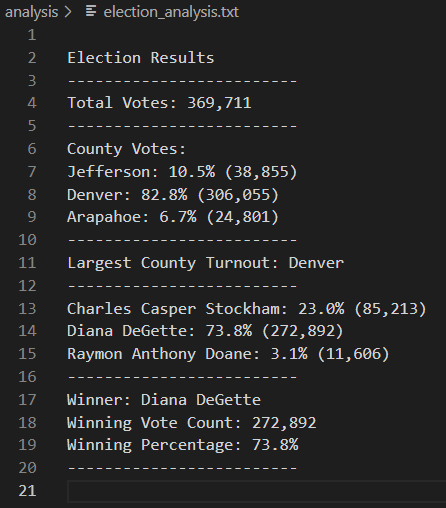 analysis > election_analysis.txt
1
2 Election Results
3 -------------------------
4 Total Votes: 369,711
5 -------------------------
6 County Votes:
7 Jefferson: 10.5% (38,855)
8 Denver: 82.8% (306,055)
9 Arapahoe: 6.7% (24,801)
10 -------------------------
11 Largest County Turnout: Denver
12 -------------------------
13 Charles Casper Stockham: 23.0% (85,213)
14 Diana DeGette: 73.8% (272,892)
15 Raymon Anthony Doane: 3.1% (11,606)
16 -------------------------
17 Winner: Diana DeGette
18 Winning Vote Count: 272,892
19 Winning Percentage: 73.8%
20 -------------------------
21